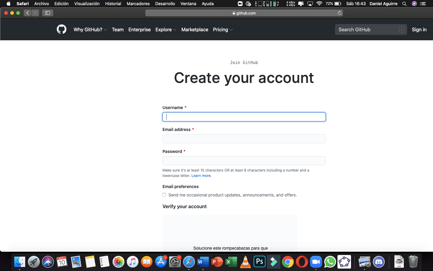 Safari Archivo Edición Visualización Historial Marcadores Desarrollo Ventana Ayuda
72% Sáb 16:43 Daniel Aguirre
github.com
Why GitHub? Team Enterprise Explore Marketplace Pricing Search GitHub Sign in
Join GitHub
Create your account
Username *
Email address *
Password *
Make sure it's at least 15 characters OR at least 8 characters including a number and a
lowercase letter. Learn more.
Email preferences
Send me occasional product updates, announcements, and offers.
Verify your account
Solucione este rompecabezas para que